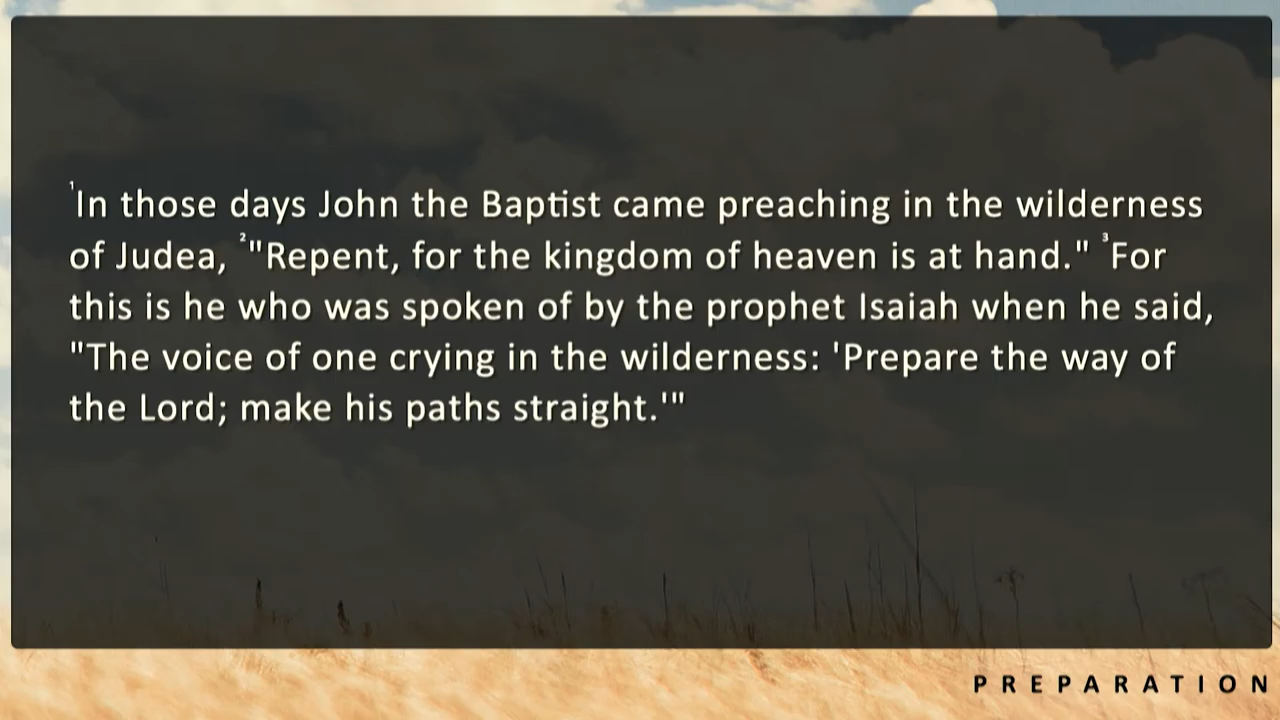 ¹In those days John the Baptist came preaching in the wilderness
of Judea, ²"Repent, for the kingdom of heaven is at hand." ³For
this is he who was spoken of by the prophet Isaiah when he said,
"The voice of one crying in the wilderness: 'Prepare the way of
the Lord; make his paths straight.'"
PREPARATION